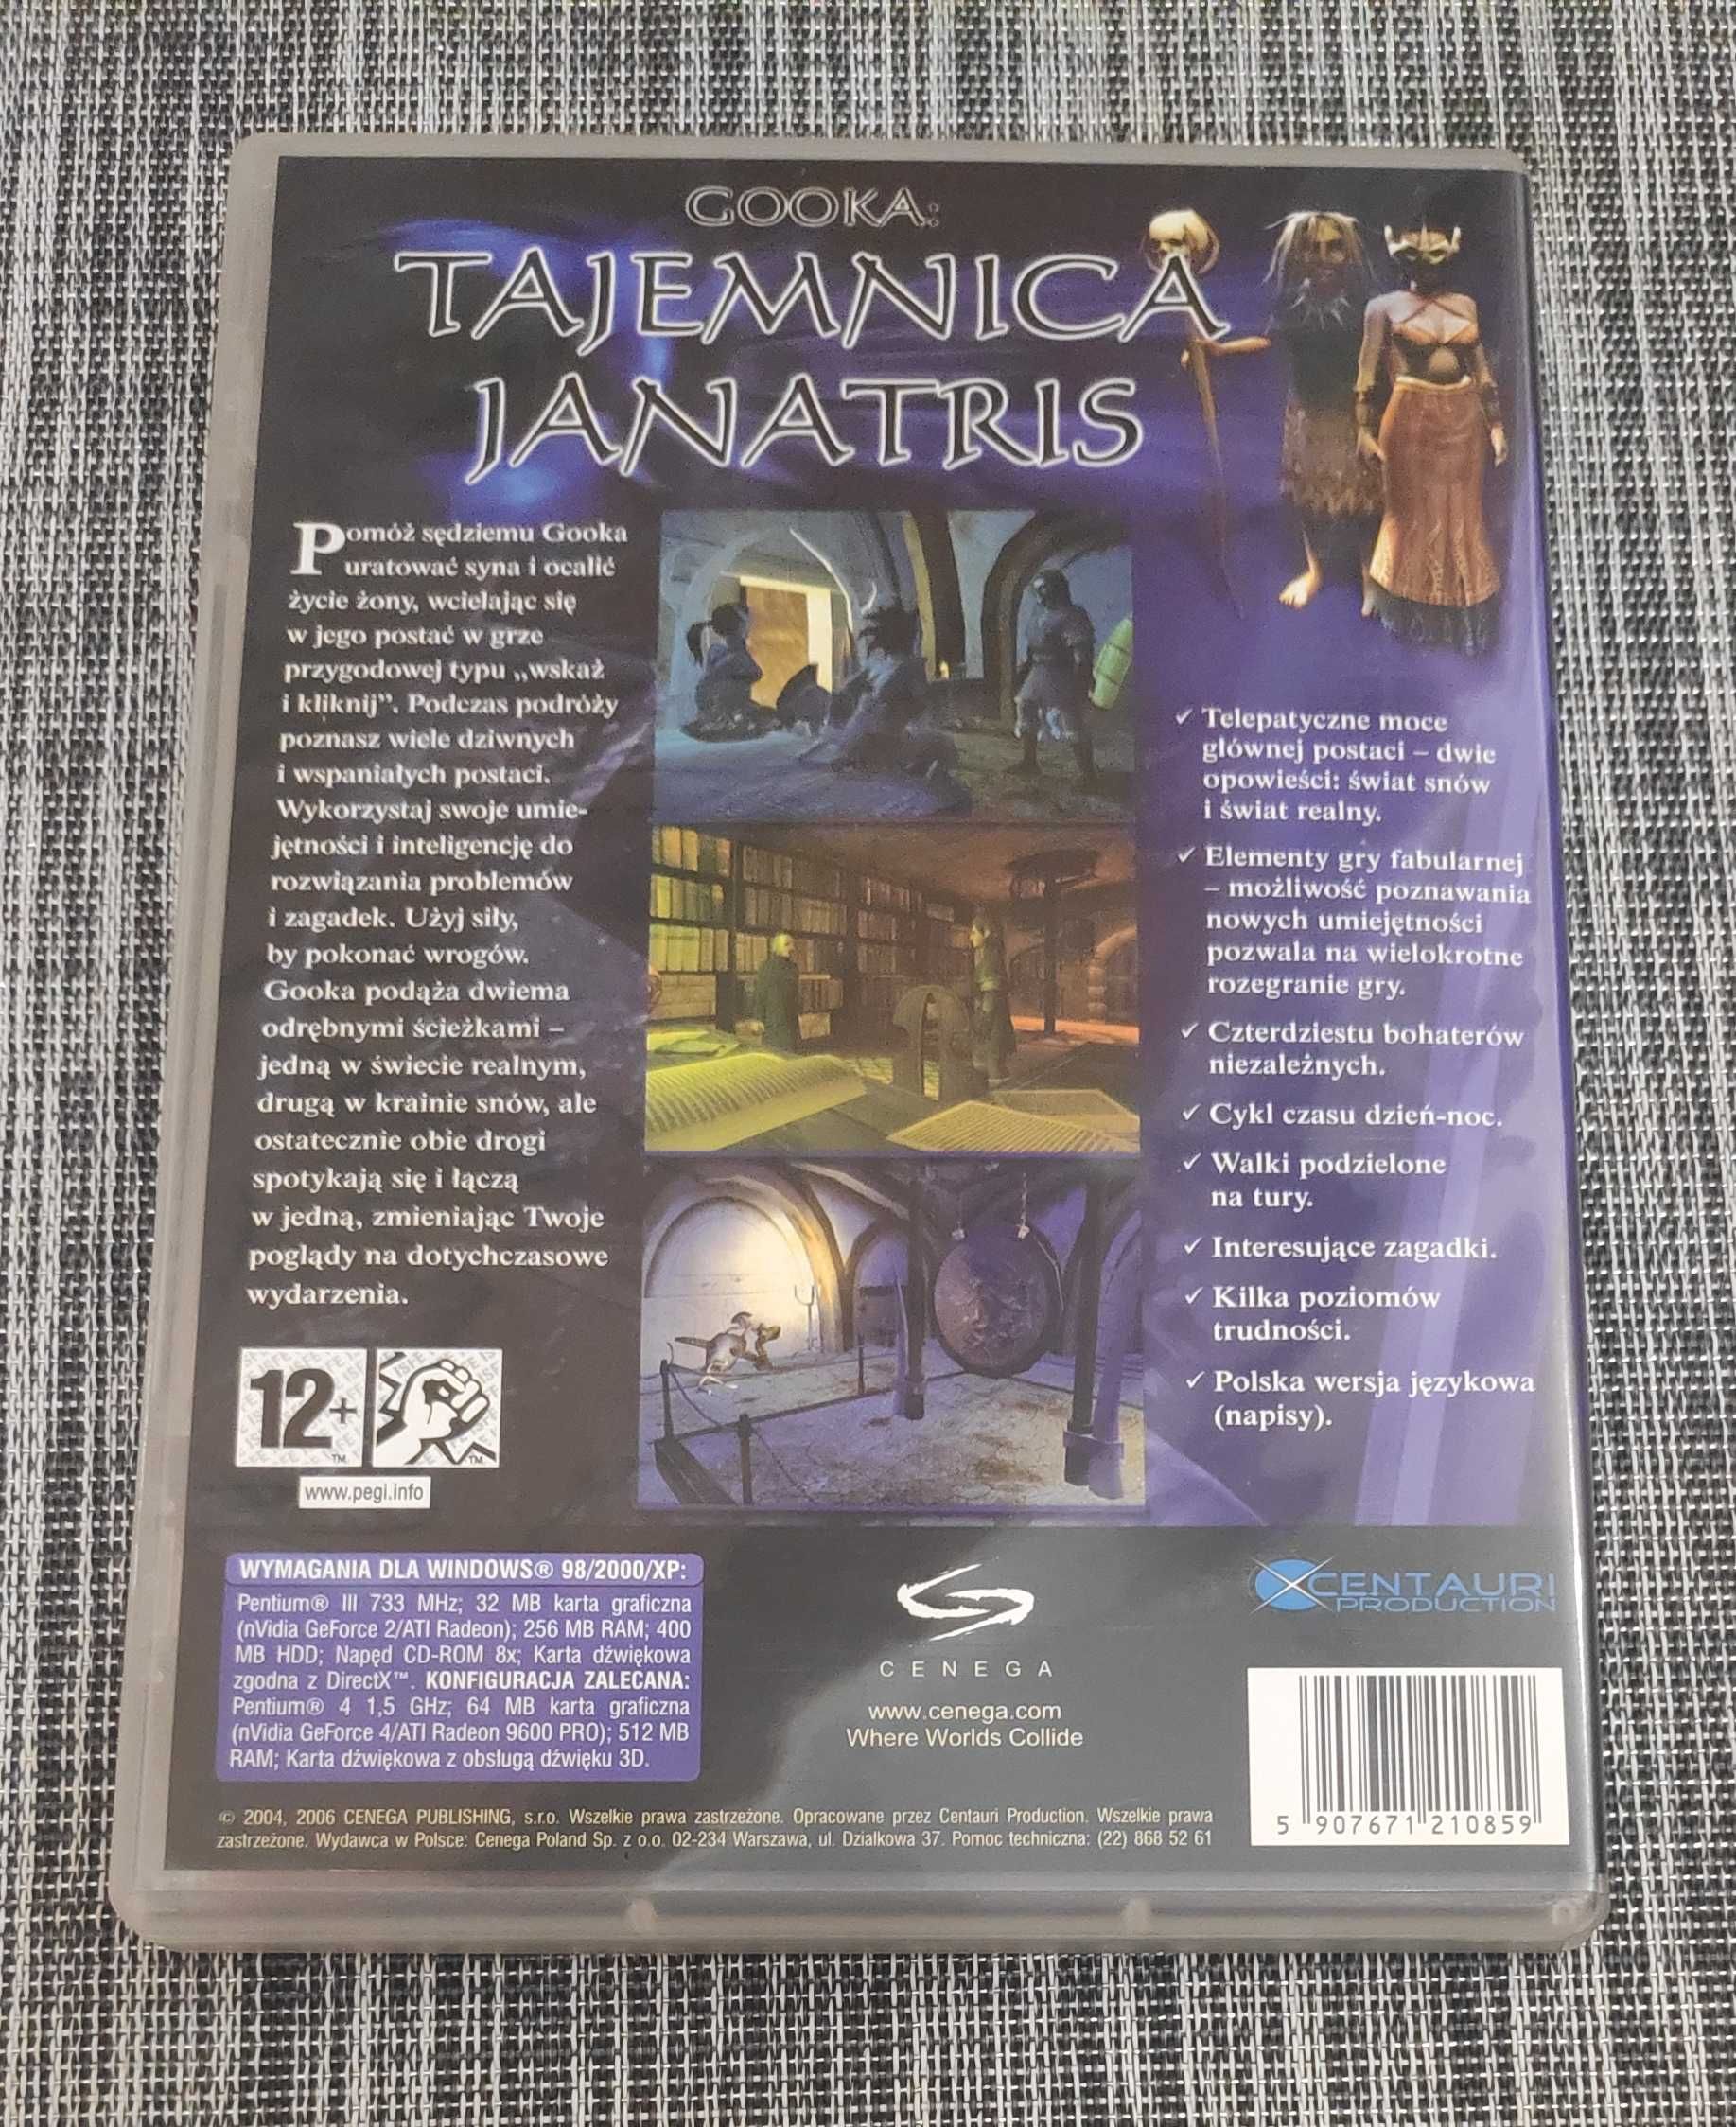 GOOKA:
TAJEMNICA
JANATRIS
Pomóż sędziemu Gooka
uratować syna i ocalić
życie żony, wcielając się
w jego postać w grze
przygodowej typu „wskaż
i kliknij”. Podczas podróży
poznasz wiele dziwnych
i wspaniałych postaci.
Wykorzystaj swoje umie-
jętności i inteligencję do
rozwiązania problemów
i zagadek. Użyj siły,
by pokonać wrogów.
Gooka podąża dwiema
odrębnymi ścieżkami –
jedną w świecie realnym,
drugą w krainie snów, ale
ostatecznie obie drogi
spotykają się i łączą
w jedną, zmieniając Twoje
poglądy na dotychczasowe
wydarzenia.
✓ Telepatyczne moce
głównej postaci – dwie
opowieści: świat snów
i świat realny.
✓ Elementy gry fabularnej
– możliwość poznawania
nowych umiejętności
pozwala na wielokrotne
rozegranie gry.
✓ Czterdziestu bohaterów
niezależnych.
✓ Cykl czasu dzień-noc.
✓ Walki podzielone
na tury.
✓ Interesujące zagadki.
✓ Kilka poziomów
trudności.
✓ Polska wersja językowa
(napisy).
12+
TM
TM
www.pegi.info
WYMAGANIA DLA WINDOWS® 98/2000/XP:
Pentium® III 733 MHz; 32 MB karta graficzna
(nVidia GeForce 2/ATI Radeon); 256 MB RAM; 400
MB HDD; Napęd CD-ROM 8x; Karta dźwiękowa
zgodna z DirectX™. KONFIGURACJA ZALECANA:
Pentium® 4 1,5 GHz; 64 MB karta graficzna
(nVidia GeForce 4/ATI Radeon 9600 PRO); 512 MB
RAM; Karta dźwiękowa z obsługą dźwięku 3D.
CENEGA
www.cenega.com
Where Worlds Collide
CENTAURI
PRODUCTION
5 907671 210859
© 2004, 2006 CENEGA PUBLISHING, s.r.o. Wszelkie prawa zastrzeżone. Opracowane przez Centauri Production. Wszelkie prawa
zastrzeżone. Wydawca w Polsce: Cenega Poland Sp. z o.o. 02-234 Warszawa, ul. Działkowa 37. Pomoc techniczna: (22) 868 52 61